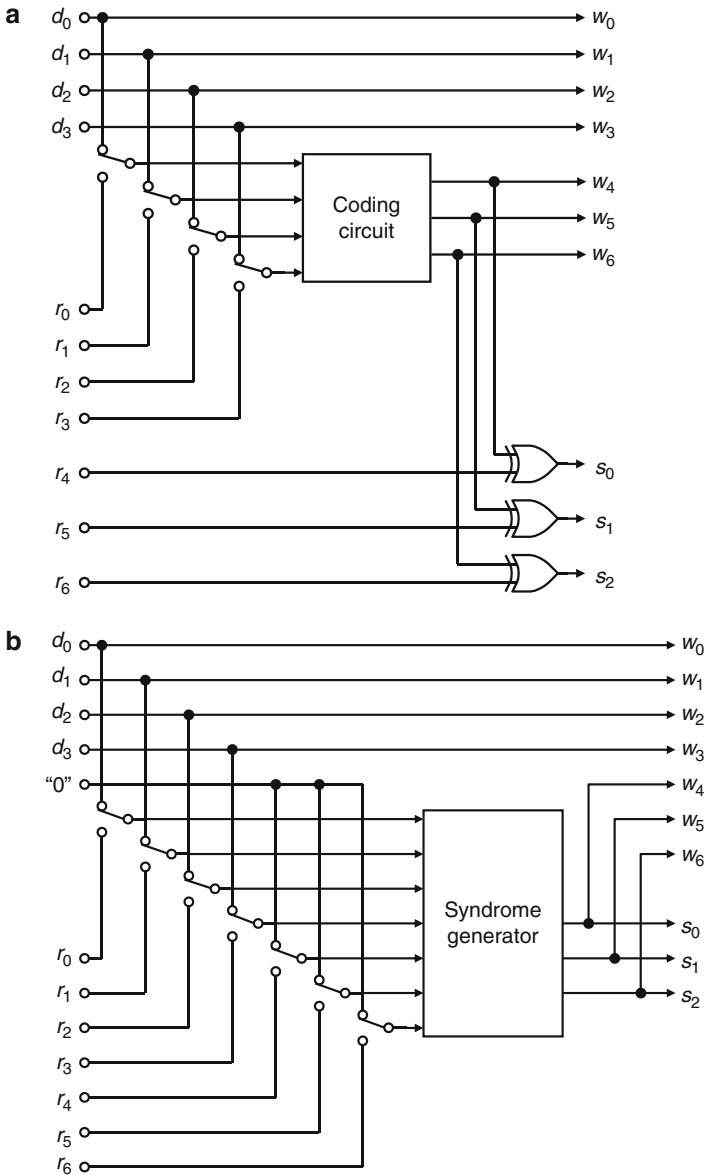 a
d0 w0
d1 w1
d2 w2
d3 w3
Coding
circuit
w4
w5
w6
r0
r1
r2
r3
r4 s0
r5 s1
r6 s2
b
d0 w0
d1 w1
d2 w2
d3 w3
“0” w4
w5
w6
Syndrome
generator
r0 s0
r1 s1
r2 s2
r3
r4
r5
r6